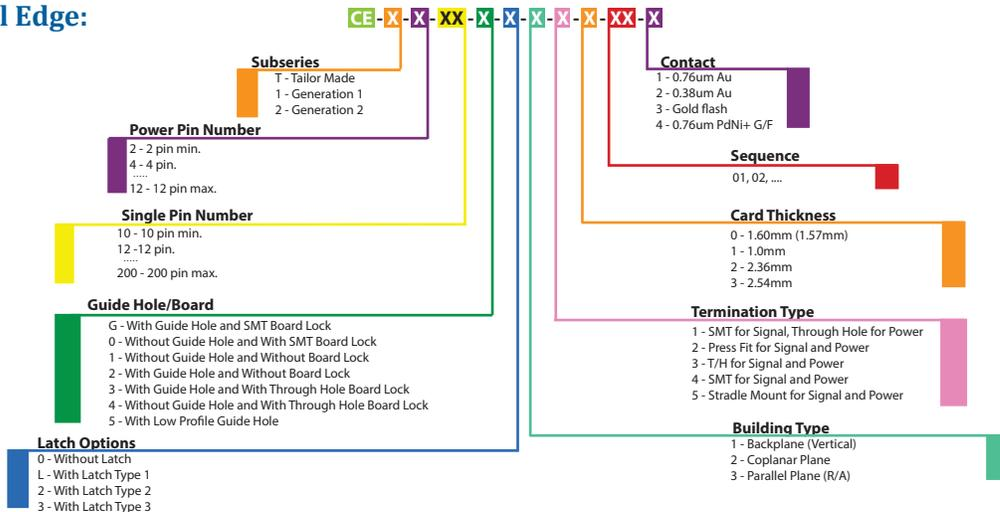 l Edge:
CE-X-X-XX-X-X-X-X-X-XX-X
Subseries
T - Tailor Made
1 - Generation 1
2 - Generation 2
Power Pin Number
2 - 2 pin min.
4 - 4 pin.
.....
12 - 12 pin max.
Single Pin Number
10 - 10 pin min.
12 -12 pin.
.....
200 - 200 pin max.
Guide Hole/Board
G - With Guide Hole and SMT Board Lock
0 - Without Guide Hole and With SMT Board Lock
1 - Without Guide Hole and Without Board Lock
2 - With Guide Hole and Without Board Lock
3 - With Guide Hole and With Through Hole Board Lock
4 - Without Guide Hole and With Through Hole Board Lock
5 - With Low Profile Guide Hole
Latch Options
0 - Without Latch
L - With Latch Type 1
2 - With Latch Type 2
3 - With Latch Type 3
Contact
1 - 0.76um Au
2 - 0.38um Au
3 - Gold flash
4 - 0.76um PdNi+ G/F
Sequence
01, 02, ....
Card Thickness
0 - 1.60mm (1.57mm)
1 - 1.0mm
2 - 2.36mm
3 - 2.54mm
Termination Type
1 - SMT for Signal, Through Hole for Power
2 - Press Fit for Signal and Power
3 - T/H for Signal and Power
4 - SMT for Signal and Power
5 - Stradle Mount for Signal and Power
Building Type
1 - Backplane (Vertical)
2 - Coplanar Plane
3 - Parallel Plane (R/A)